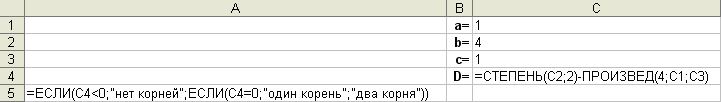 A B C
1 a= 1
2 b= 4
3 c= 1
4 D= =СТЕПЕНЬ(C2;2)-ПРОИЗВЕД(4;C1;C3)
5 =ЕСЛИ(C4<0;"нет корней";ЕСЛИ(C4=0;"один корень";"два корня"))